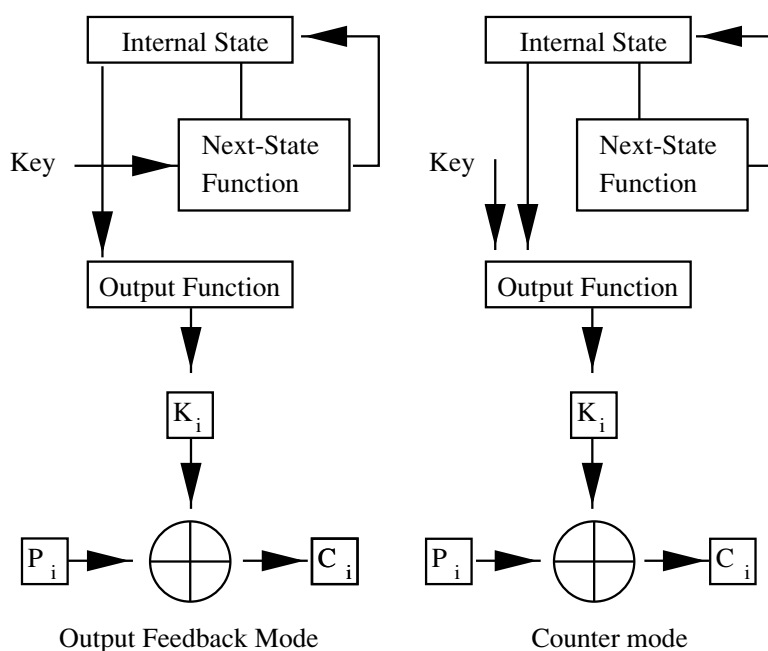 Internal State
Next-State
Function
Key
Output Function
K i
P i
C i
Output Feedback Mode
Internal State
Next-State
Function
Key
Output Function
K i
P i
C i
Counter mode